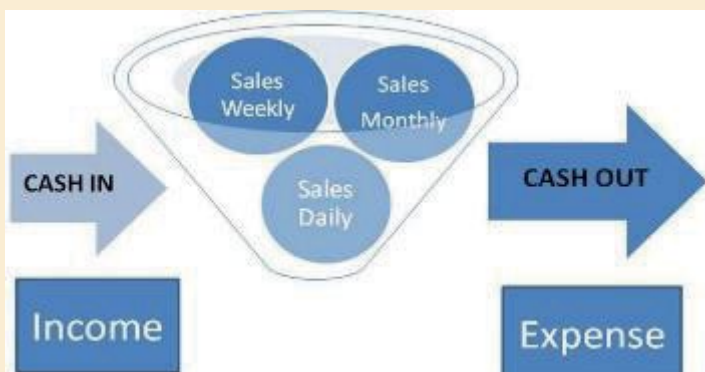 Sales
Weekly
Sales
Monthly
CASH IN
Sales
Daily
CASH OUT
Income
Expense